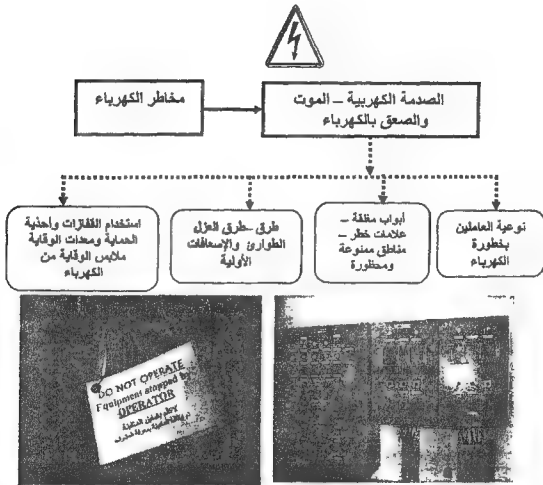 مخاطر الكهرباء
الصدمة الكهربية – الموت
والصعق بالكهرباء
توعية العاملين
بخطورة
الكهرباء
أبواب مغلقة –
علامات خطر –
مناطق ممنوعة
ومحظورة
طرق –طرق العزل
الطوارئ والإسعافات
الأولية
استخدام القفازات وأحذية
الحماية ومعدات الوقاية
ملابس الوقاية من
الكهرباء
DO NOT OPERATE
Equipment stopped by
OPERATOR